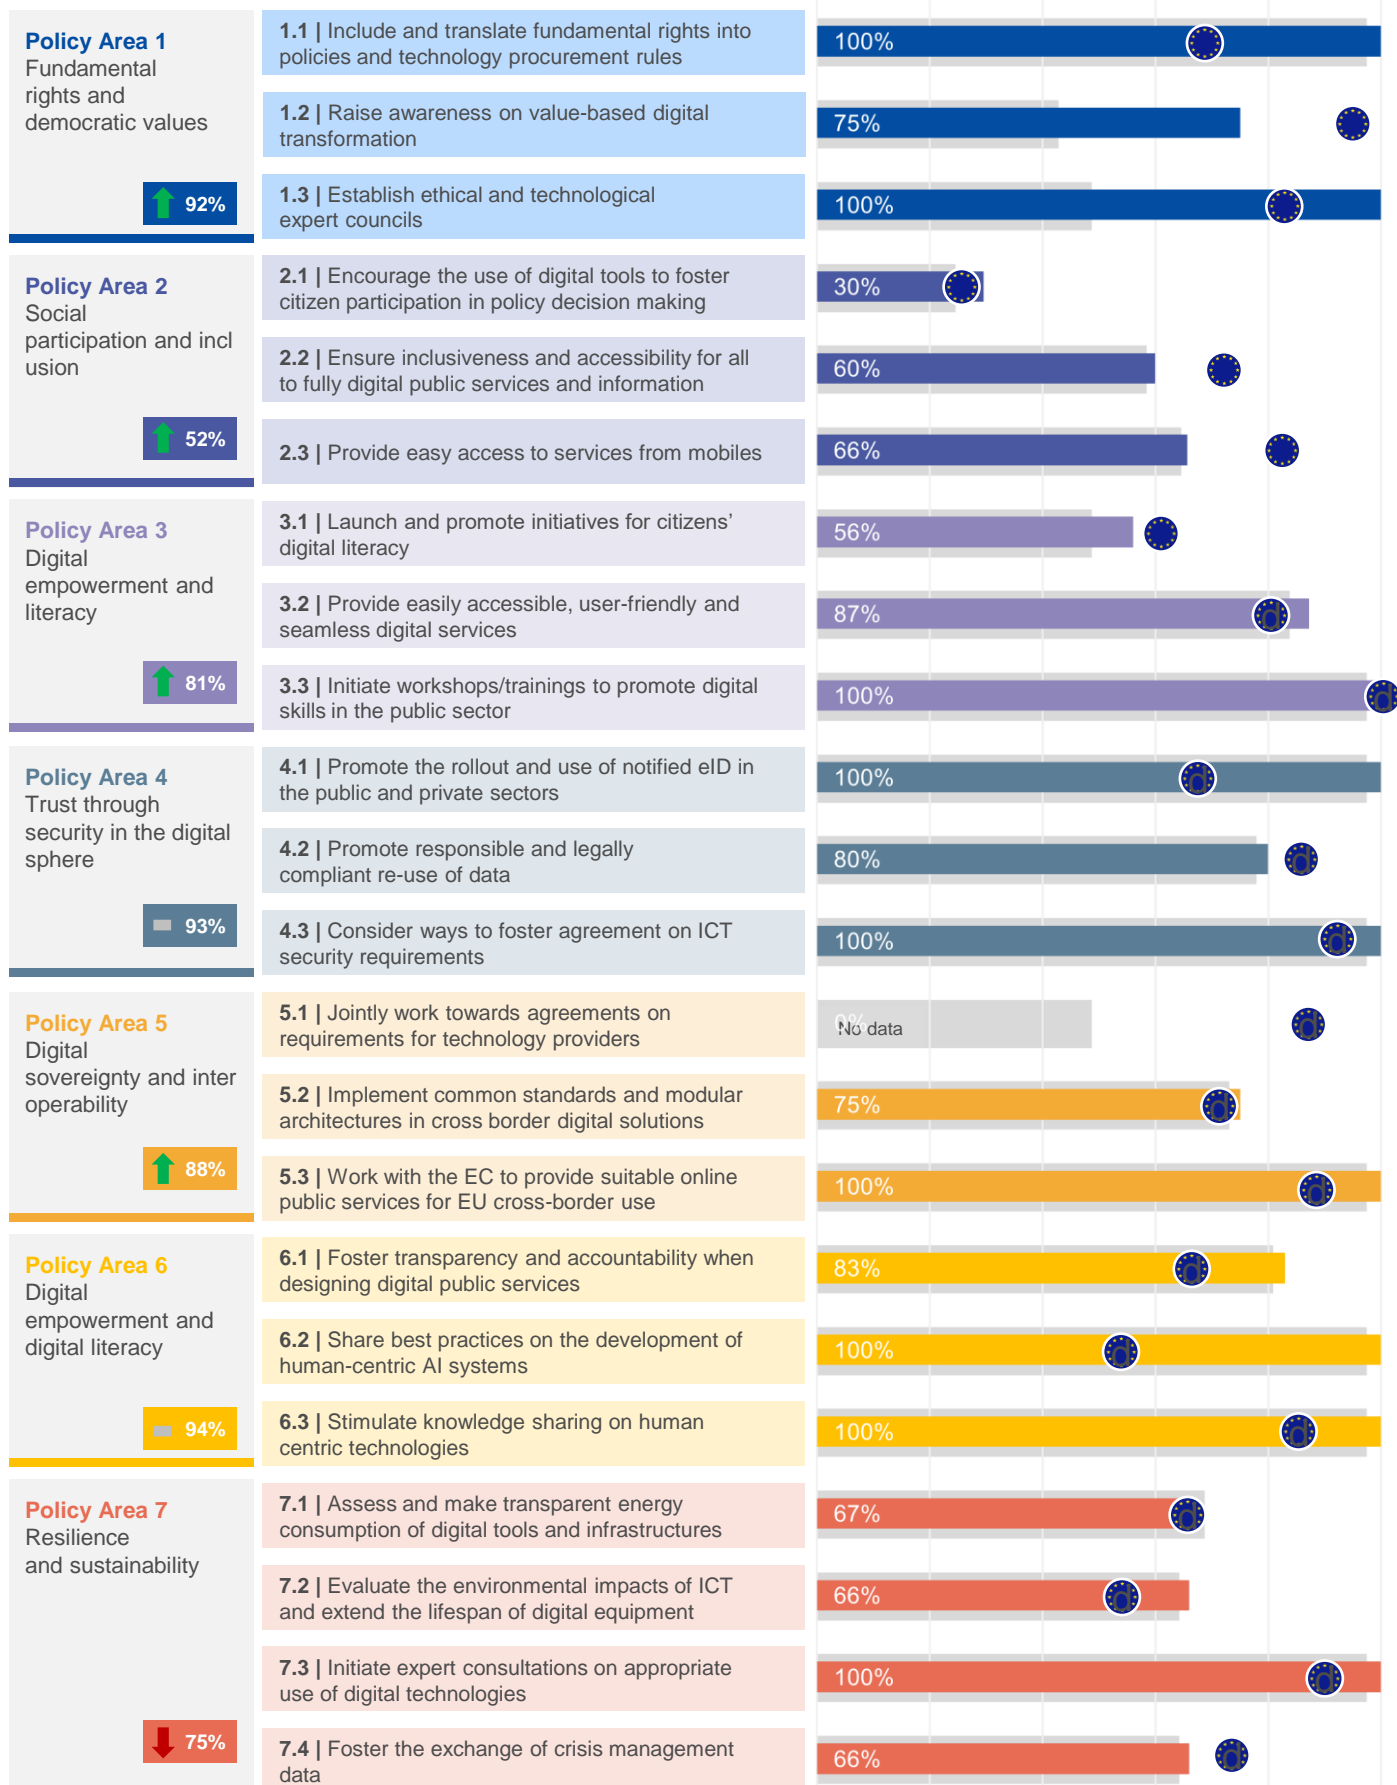 Policy Area 1
Fundamental
rights and
democratic values
92%
1.1 | Include and translate fundamental rights into
policies and technology procurement rules
100%
1.2 | Raise awareness on value-based digital
transformation
75%
1.3 | Establish ethical and technological
expert councils
100%
Policy Area 2
Social
participation and incl
usion
52%
2.1 | Encourage the use of digital tools to foster
citizen participation in policy decision making
30%
2.2 | Ensure inclusiveness and accessibility for all
to fully digital public services and information
60%
2.3 | Provide easy access to services from mobiles
66%
Policy Area 3
Digital
empowerment and
literacy
81%
3.1 | Launch and promote initiatives for citizens’
digital literacy
56%
3.2 | Provide easily accessible, user-friendly and
seamless digital services
87%
d
3.3 | Initiate workshops/trainings to promote digital
skills in the public sector
100%
d
Policy Area 4
Trust through
security in the digital
sphere
93%
4.1 | Promote the rollout and use of notified eID in
the public and private sectors
100%
d
4.2 | Promote responsible and legally
compliant re-use of data
80%
d
4.3 | Consider ways to foster agreement on ICT
security requirements
100%
d
Policy Area 5
Digital
sovereignty and inter
operability
88%
5.1 | Jointly work towards agreements on
requirements for technology providers
0%
No data
d
5.2 | Implement common standards and modular
architectures in cross border digital solutions
75%
d
5.3 | Work with the EC to provide suitable online
public services for EU cross-border use
100%
d
Policy Area 6
Digital
empowerment and
digital literacy
94%
6.1 | Foster transparency and accountability when
designing digital public services
83%
d
6.2 | Share best practices on the development of
human-centric AI systems
100%
d
6.3 | Stimulate knowledge sharing on human
centric technologies
100%
d
Policy Area 7
Resilience
and sustainability
75%
7.1 | Assess and make transparent energy
consumption of digital tools and infrastructures
67%
d
7.2 | Evaluate the environmental impacts of ICT
and extend the lifespan of digital equipment
66%
d
7.3 | Initiate expert consultations on appropriate
use of digital technologies
100%
d
7.4 | Foster the exchange of crisis management
data
66%
d